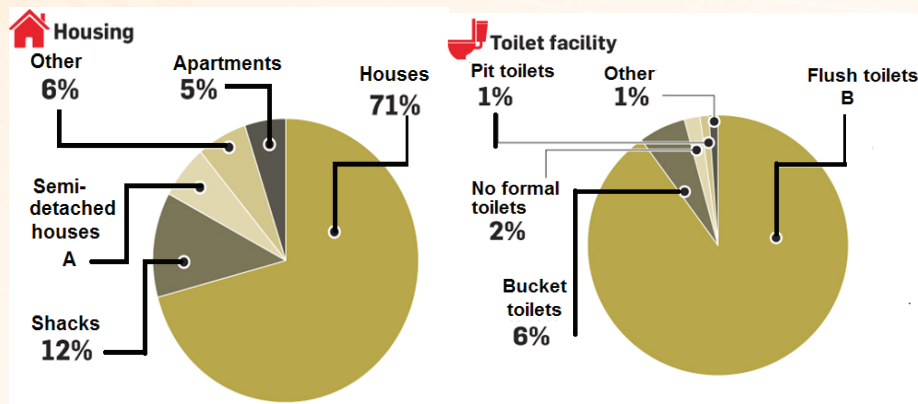 Housing
Other
6%
Apartments
5%
Houses
71%
Semi-
detached
houses
A
Shacks
12%
Toilet facility
Pit toilets
1%
Other
1%
Flush toilets
B
No formal
toilets
2%
Bucket
toilets
6%